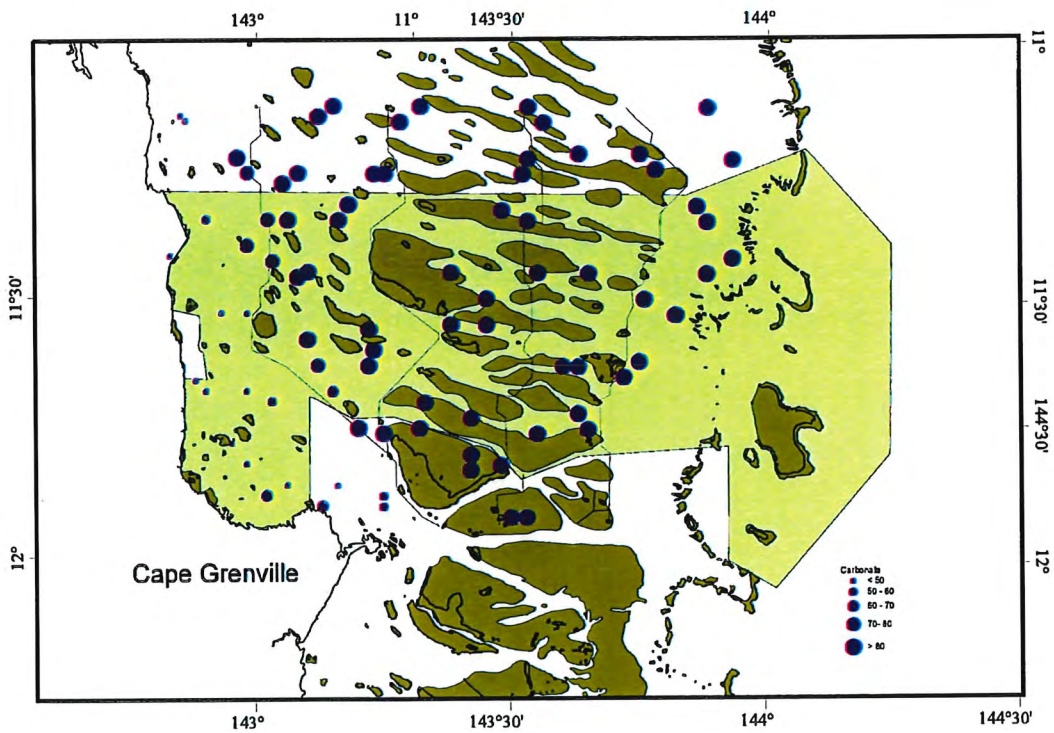 143° 11° 143°30' 144°
11°
11°30' 11°30'
144°30'
12° 12°
Cape Grenville
Carbonate
< 50
50 - 60
60 - 70
70 - 80
> 80
143° 143°30' 144° 144°30'